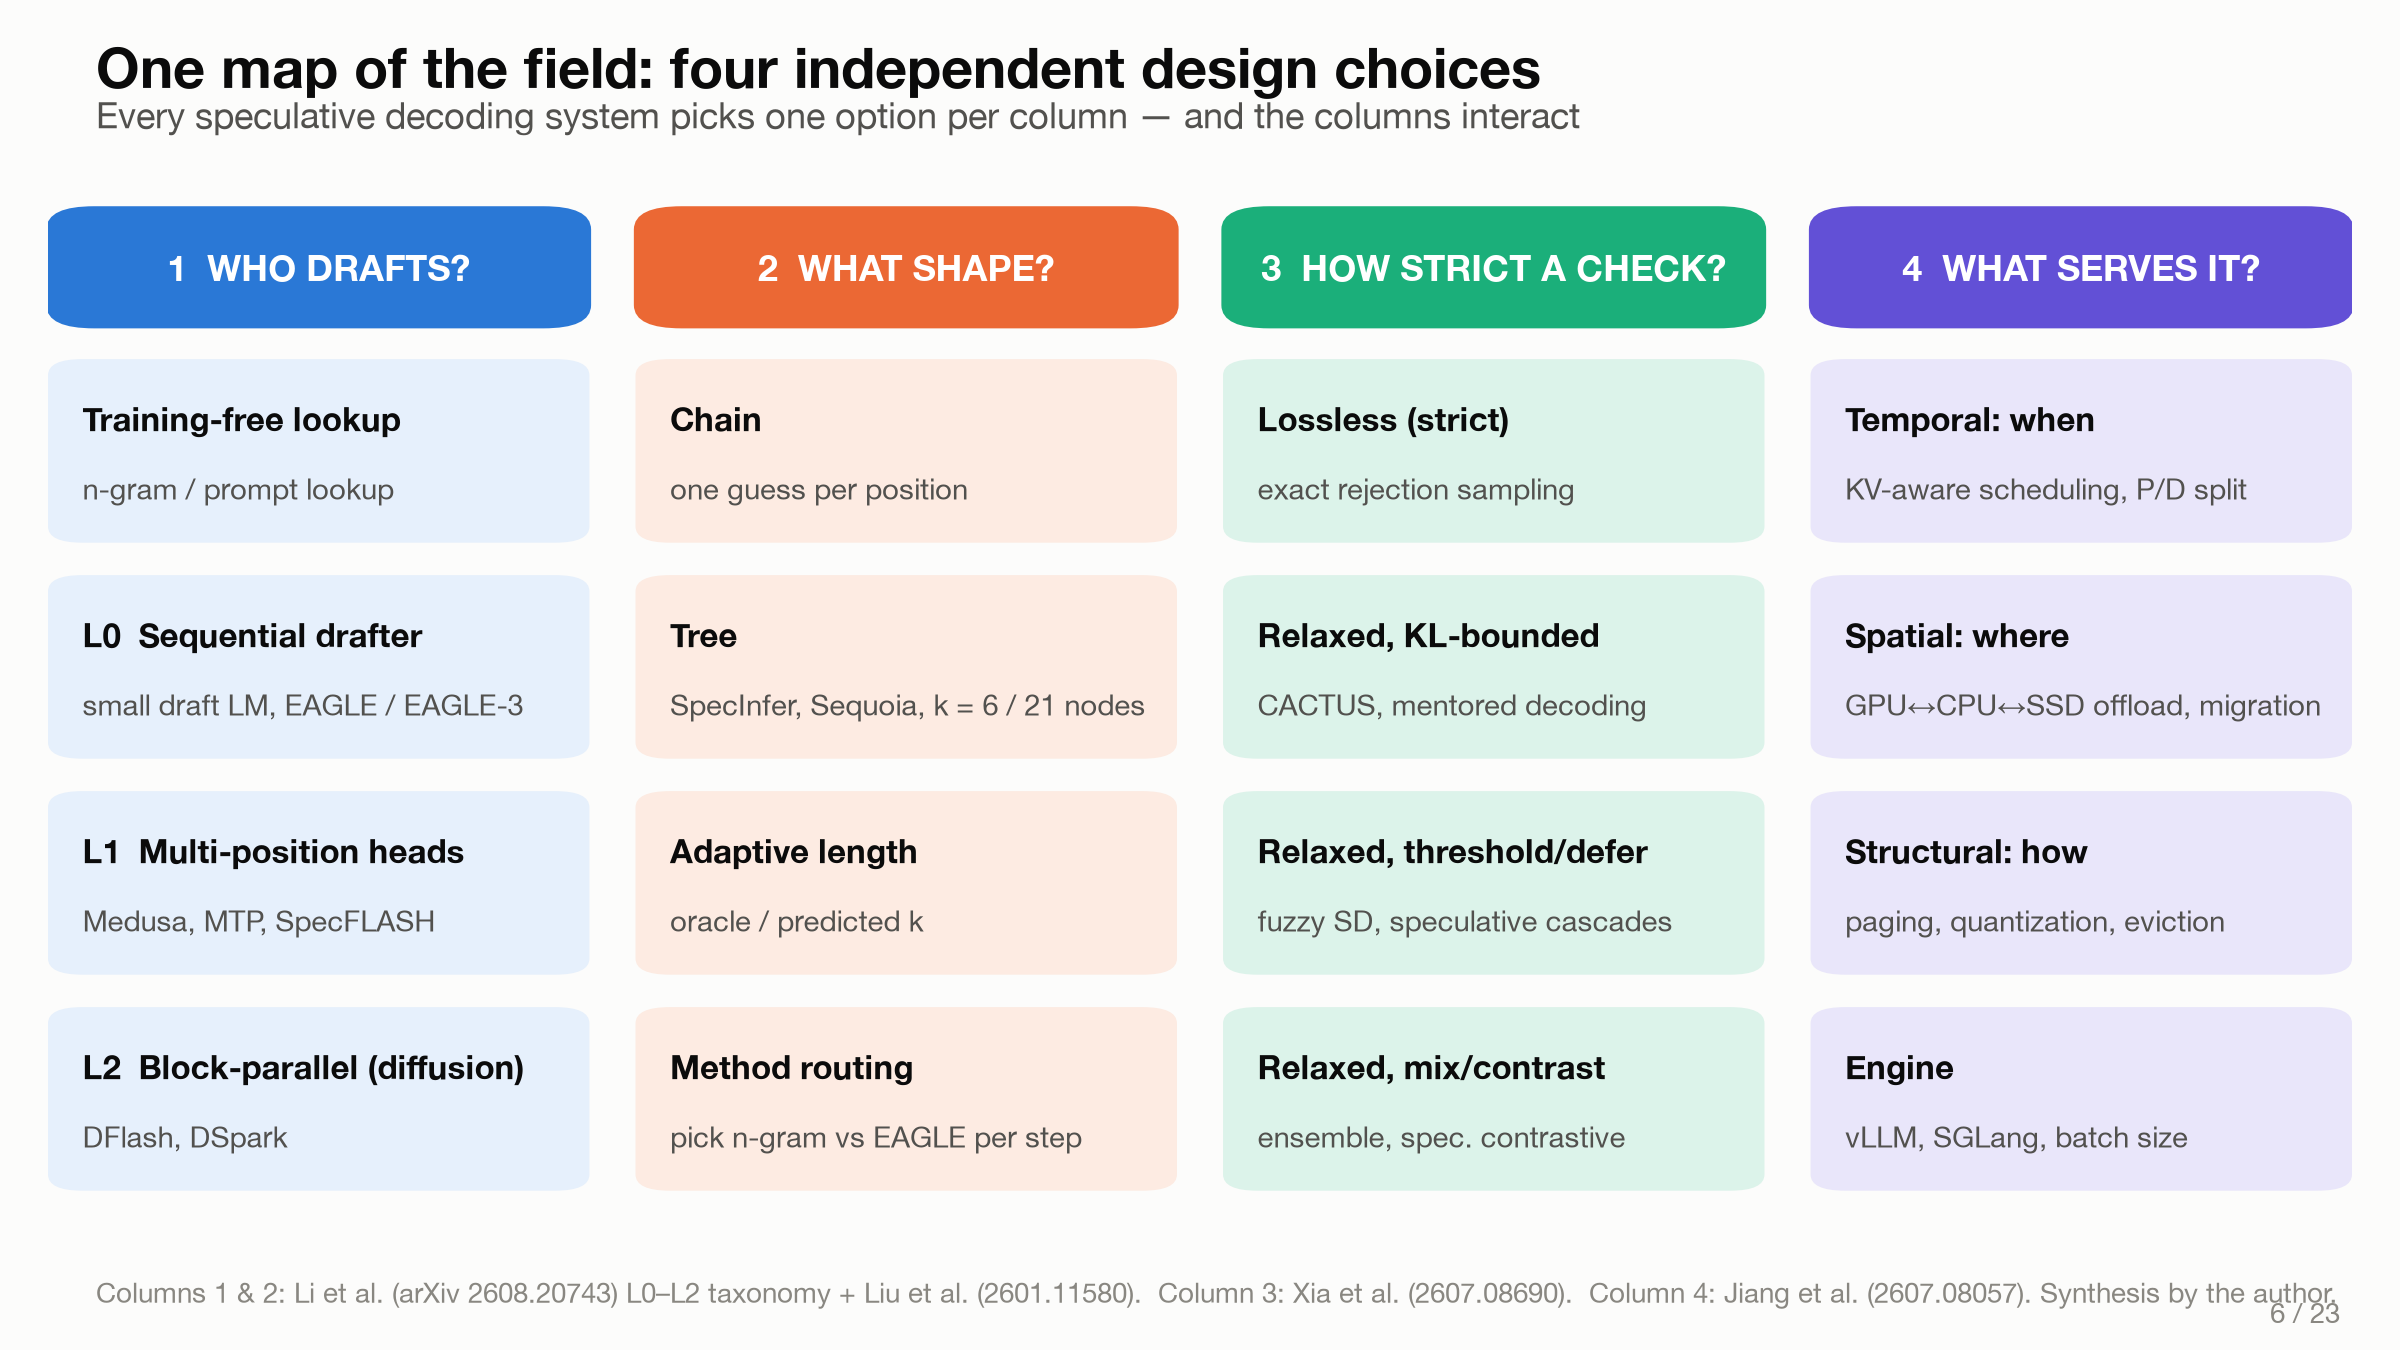 One map of the field: four independent design choices
Every speculative decoding system picks one option per column — and the columns interact
1 WHO DRAFTS?
Training-free lookup
n-gram / prompt lookup
L0 Sequential drafter
small draft LM, EAGLE / EAGLE-3
L1 Multi-position heads
Medusa, MTP, SpecFLASH
L2 Block-parallel (diffusion)
DFlash, DSpark
2 WHAT SHAPE?
Chain
one guess per position
Tree
SpecInfer, Sequoia, k = 6 / 21 nodes
Adaptive length
oracle / predicted k
Method routing
pick n-gram vs EAGLE per step
3 HOW STRICT A CHECK?
Lossless (strict)
exact rejection sampling
Relaxed, KL-bounded
CACTUS, mentored decoding
Relaxed, threshold/defer
fuzzy SD, speculative cascades
Relaxed, mix/contrast
ensemble, spec. contrastive
4 WHAT SERVES IT?
Temporal: when
KV-aware scheduling, P/D split
Spatial: where
GPU↔CPU↔SSD offload, migration
Structural: how
paging, quantization, eviction
Engine
vLLM, SGLang, batch size
Columns 1 & 2: Li et al. (arXiv 2608.20743) L0–L2 taxonomy + Liu et al. (2601.11580). Column 3: Xia et al. (2607.08690). Column 4: Jiang et al. (2607.08057). Synthesis by the author.
6 / 23